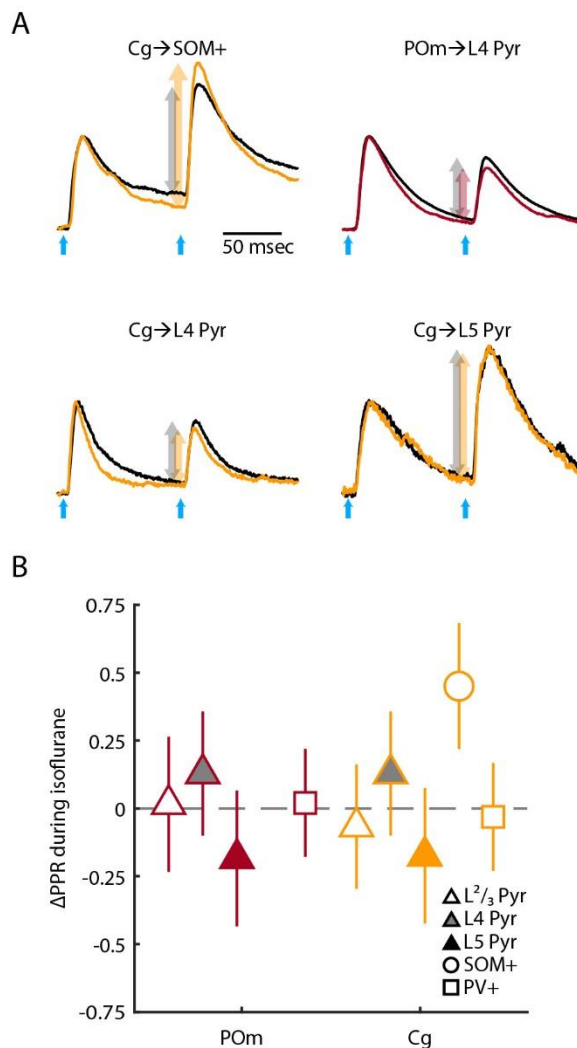 A
Cg→SOM+
POm→L4 Pyr
50 msec
Cg→L4 Pyr
Cg→L5 Pyr
B
ΔPPR during isoflurane
0.75
0.5
0.25
0
-0.25
-0.5
-0.75
L²/₃ Pyr
L4 Pyr
L5 Pyr
SOM+
PV+
POm
Cg